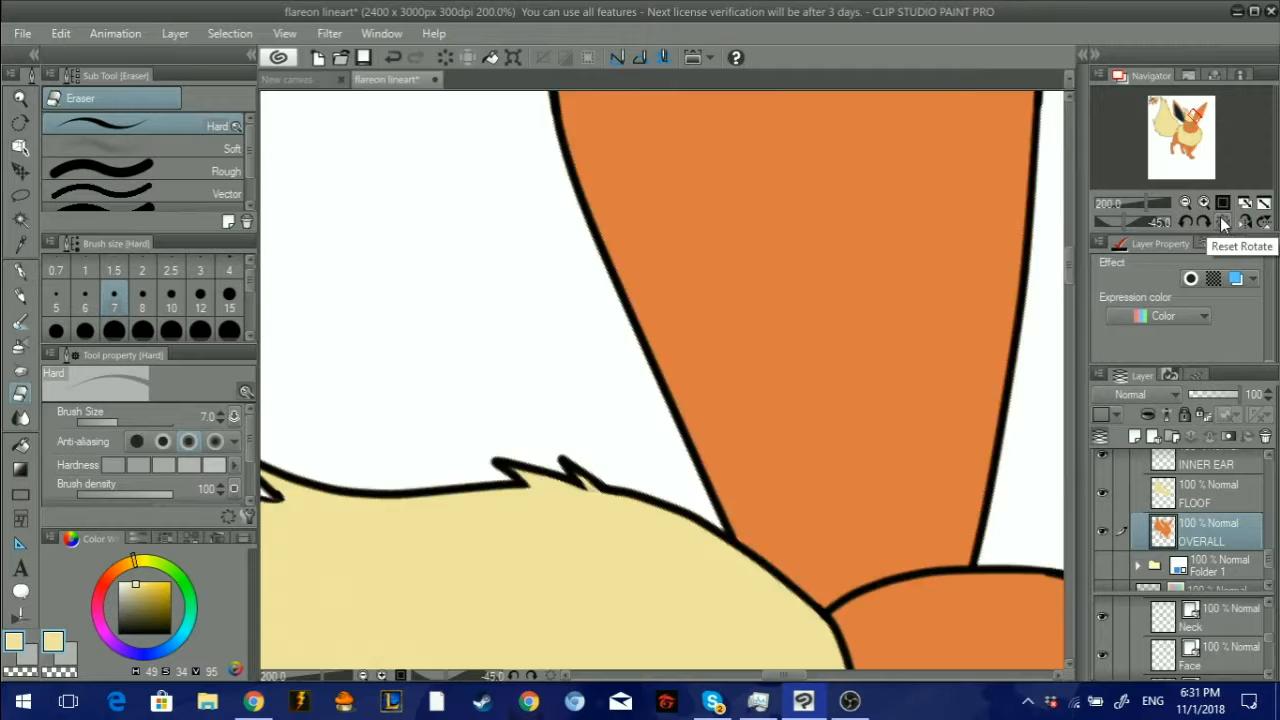 flareon lineart* (2400 x 3000px 300dpi 200.0%)  You can use all features - Next license verification will be after 3 days. - CLIP STUDIO PAINT PRO
File Edit Animation Layer Selection View Filter Window Help
New canvas flareon lineart*
Sub Tool [Eraser]
Eraser
Hard
Soft
Rough
Vector
Brush size [Hard]
0.7 1 1.5 2 2.5 3 4
5 6 7 8 10 12 15
Tool property [Hard]
Hard
Brush Size 7.0
Anti-aliasing
Hardness
Brush density 100
Color W
H 49 S 34 V 95
200.0 -45.0
Navigator
200.0
-45.0
Reset Rotate
Layer Property
Effect
Expression color
Color
Layer
Normal 100
INNER EAR
100 % Normal
FLOOF
100 % Normal
OVERALL
100 % Normal
Folder 1
100 % Normal
Neck
100 % Normal
Face
ENG
6:31 PM
11/1/2018